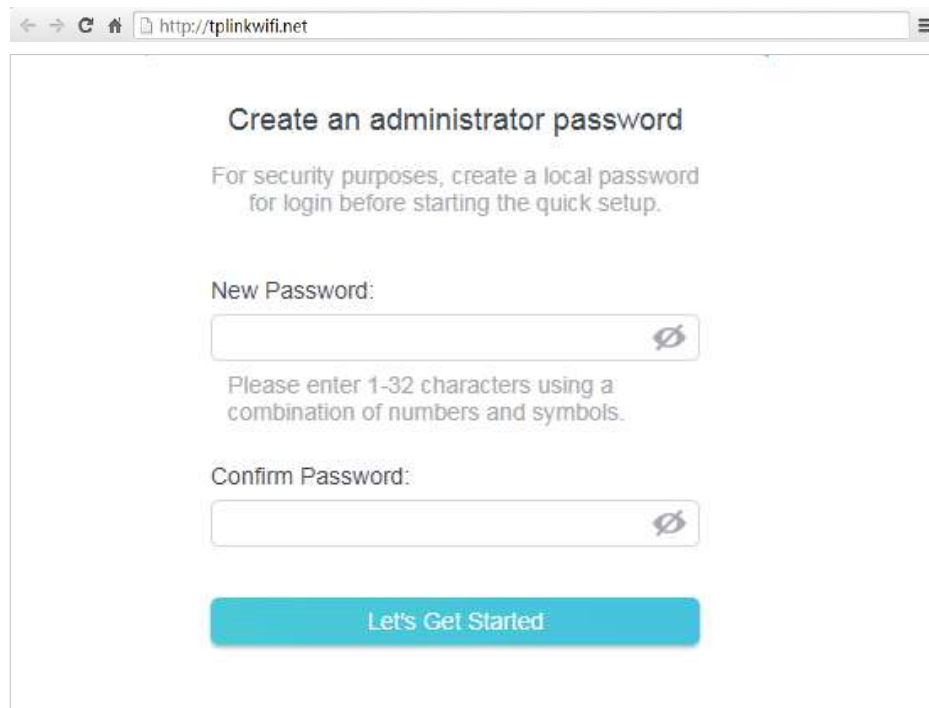 http://tplinkwifi.net
Create an administrator password
For security purposes, create a local password
for login before starting the quick setup.
New Password:
Please enter 1-32 characters using a
combination of numbers and symbols.
Confirm Password:
Let's Get Started